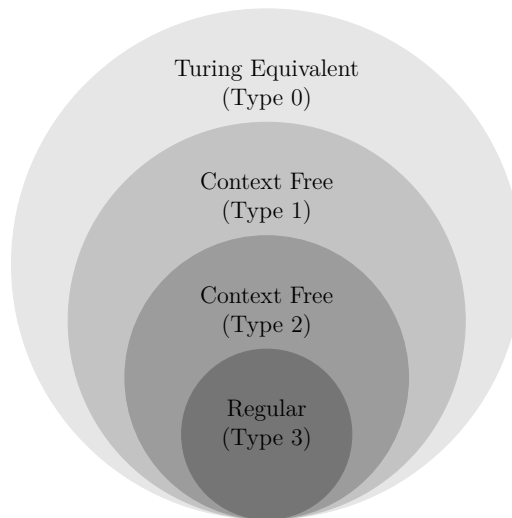 Turing Equivalent
(Type 0)
Context Free
(Type 1)
Context Free
(Type 2)
Regular
(Type 3)